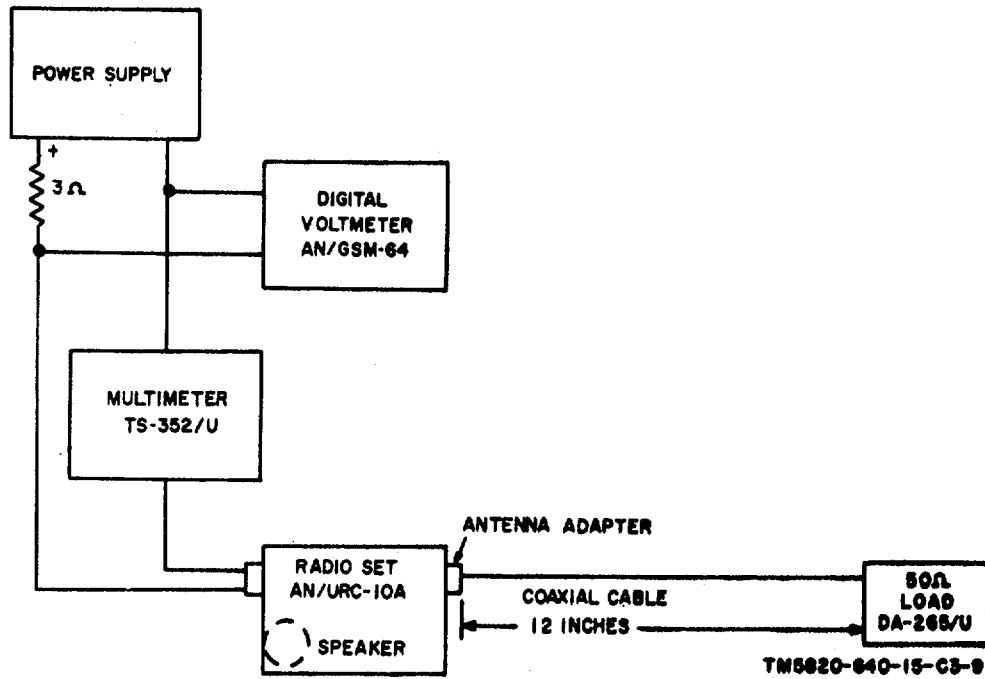 POWER SUPPLY
+
3Ω
DIGITAL
VOLTMETER
AN/GSM-64
MULTIMETER
TS-352/U
ANTENNA ADAPTER
RADIO SET
AN/URC-10A
SPEAKER
COAXIAL CABLE
12 INCHES
50Ω
LOAD
DA-265/U
TM5820-640-15-C3-9